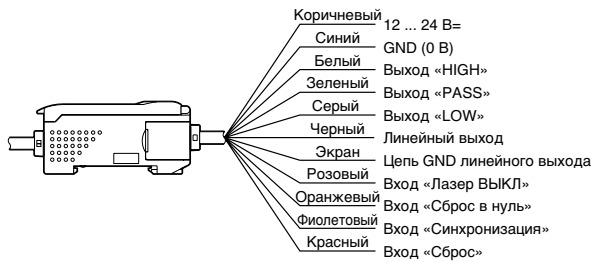 Коричневый 12 ... 24 В=
Синий GND (0 В)
Белый Выход «HIGH»
Зеленый Выход «PASS»
Серый Выход «LOW»
Черный Линейный выход
Экран Цепь GND линейного выхода
Розовый Вход «Лазер ВЫКЛ»
Оранжевый Вход «Сброс в нуль»
Фиолетовый Вход «Синхронизация»
Красный Вход «Сброс»